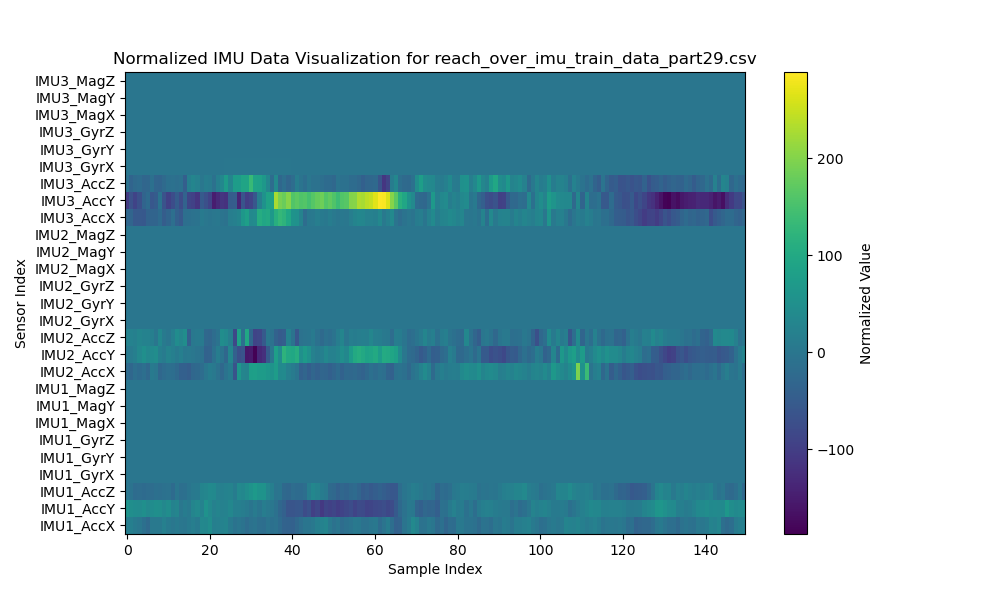 Normalized IMU Data Visualization for reach_over_imu_train_data_part29.csv
IMU3_MagZ
IMU3_MagY
IMU3_MagX
IMU3_GyrZ
IMU3_GyrY
IMU3_GyrX
IMU3_AccZ
IMU3_AccY
IMU3_AccX
IMU2_MagZ
IMU2_MagY
IMU2_MagX
IMU2_GyrZ
IMU2_GyrY
IMU2_GyrX
IMU2_AccZ
IMU2_AccY
IMU2_AccX
IMU1_MagZ
IMU1_MagY
IMU1_MagX
IMU1_GyrZ
IMU1_GyrY
IMU1_GyrX
IMU1_AccZ
IMU1_AccY
IMU1_AccX
Sensor Index
0 20 40 60 80 100 120 140
Sample Index
200
100
0
−100
Normalized Value